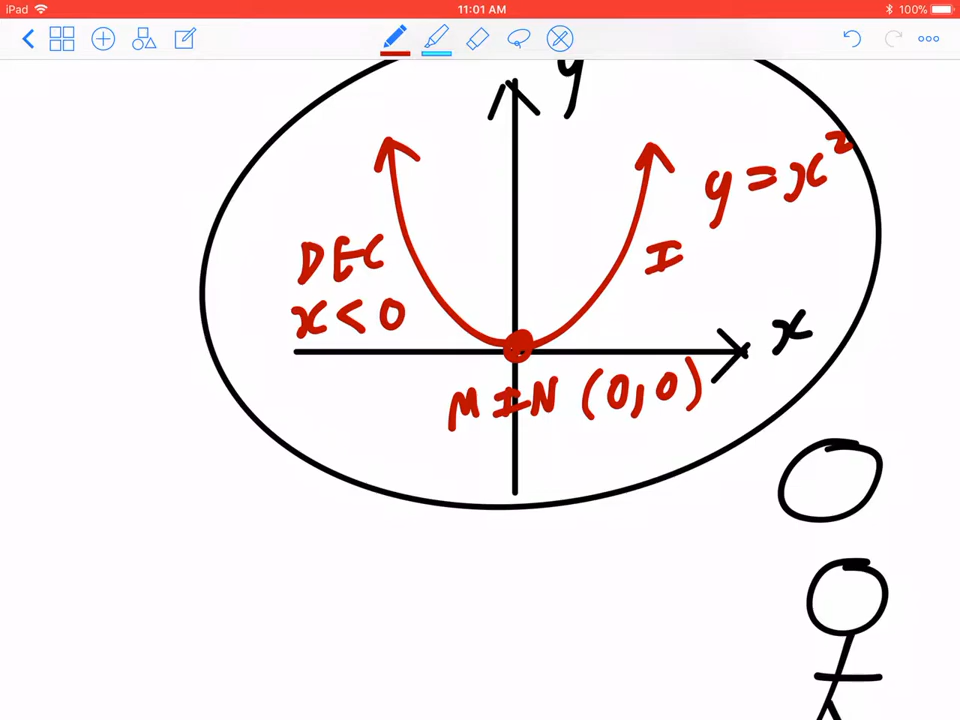 iPad
11:01 AM
100%
y
y = x²
DEC
x < 0
I
x
MIN (0,0)